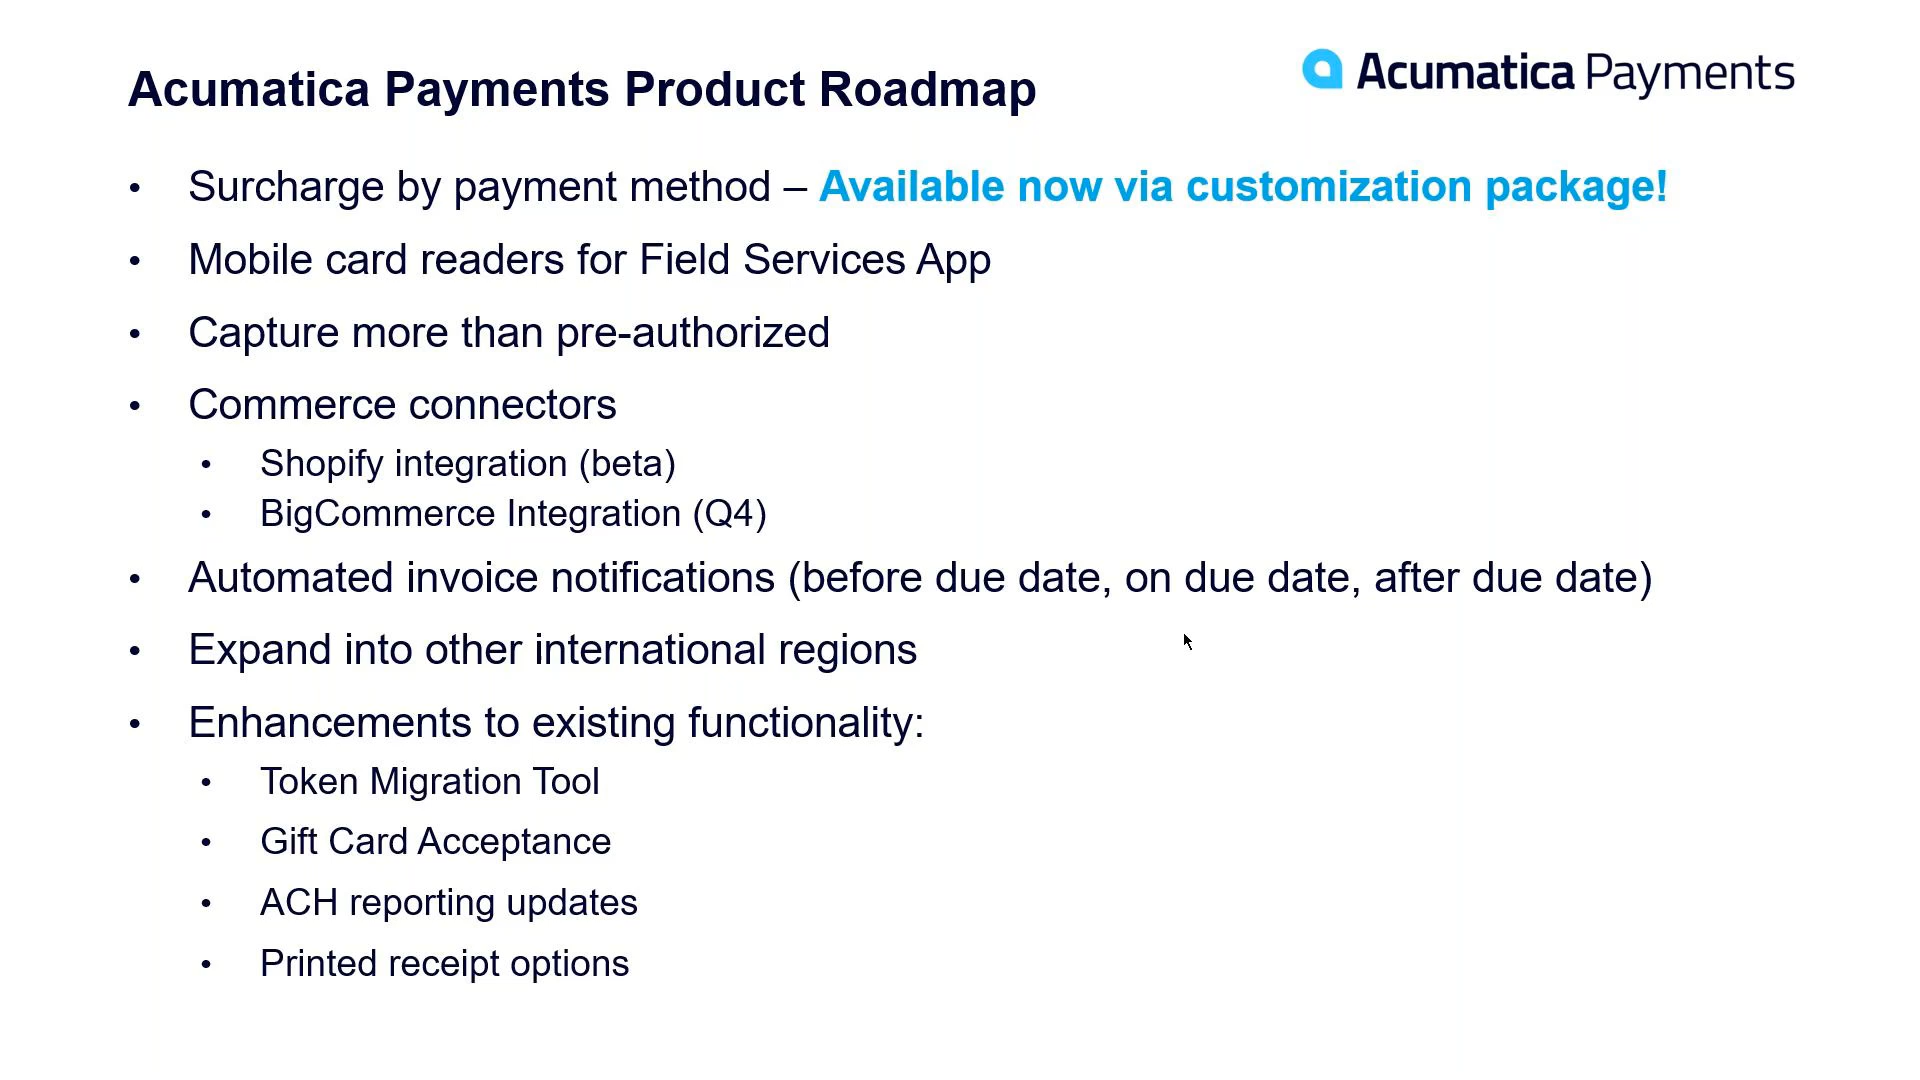 Acumatica Payments Product Roadmap
Acumatica Payments
• Surcharge by payment method – Available now via customization package!
• Mobile card readers for Field Services App
• Capture more than pre-authorized
• Commerce connectors
• Shopify integration (beta)
• BigCommerce Integration (Q4)
• Automated invoice notifications (before due date, on due date, after due date)
• Expand into other international regions
• Enhancements to existing functionality:
• Token Migration Tool
• Gift Card Acceptance
• ACH reporting updates
• Printed receipt options